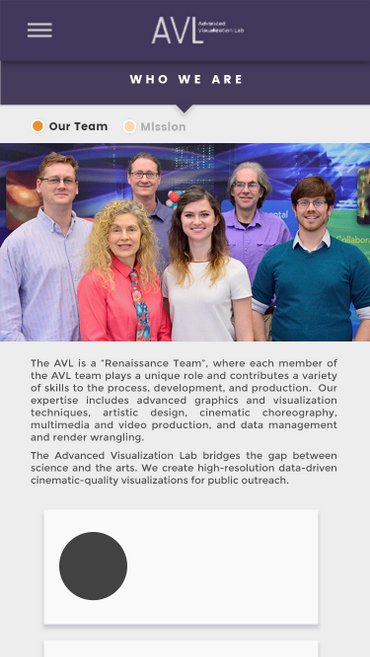 AVL Advanced
Visualization Lab
WHO WE ARE
Our Team Mission
ental
Collabora
The AVL is a "Renaissance Team", where each member of
the AVL team plays a unique role and contributes a variety
of skills to the process, development, and production. Our
expertise includes advanced graphics and visualization
techniques, artistic design, cinematic choreography,
multimedia and video production, and data management
and render wrangling.
The Advanced Visualization Lab bridges the gap between
science and the arts. We create high-resolution data-driven
cinematic-quality visualizations for public outreach.